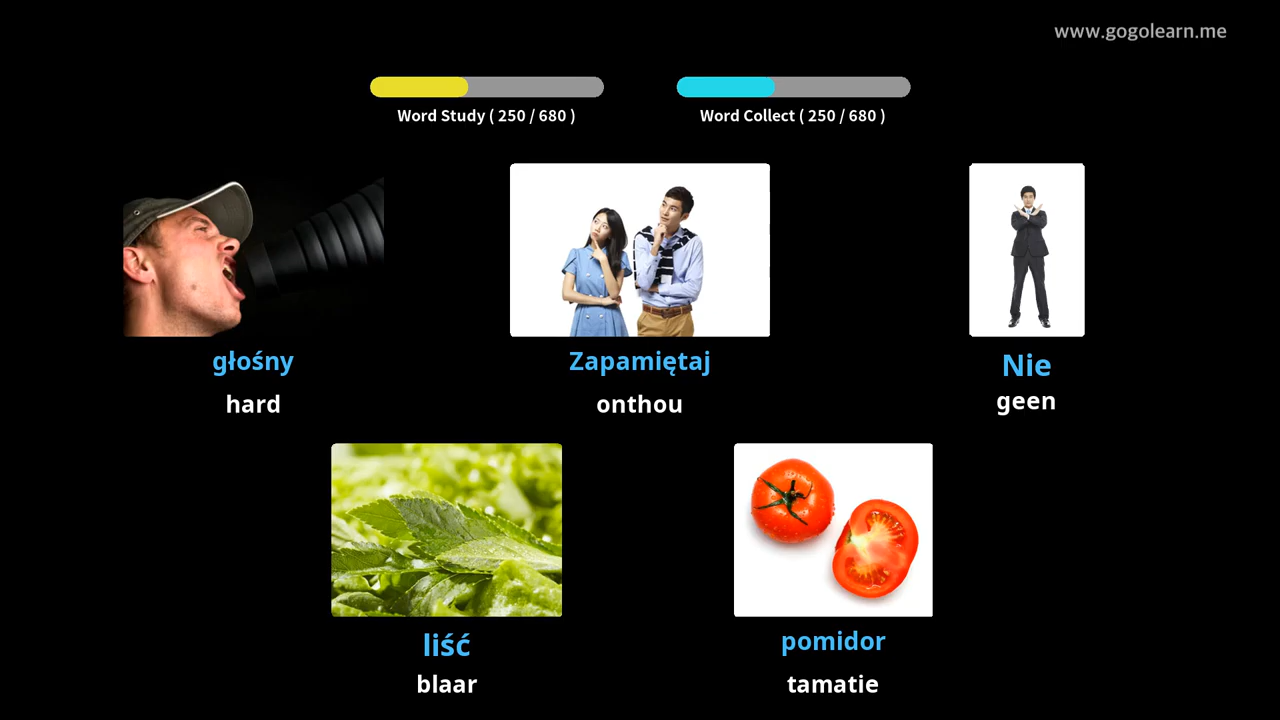 www.gogolearn.me
Word Study ( 250 / 680 )
Word Collect ( 250 / 680 )
głośny
Zapamiętaj
Nie
hard
onthou
geen
liść
pomidor
blaar
tamatie